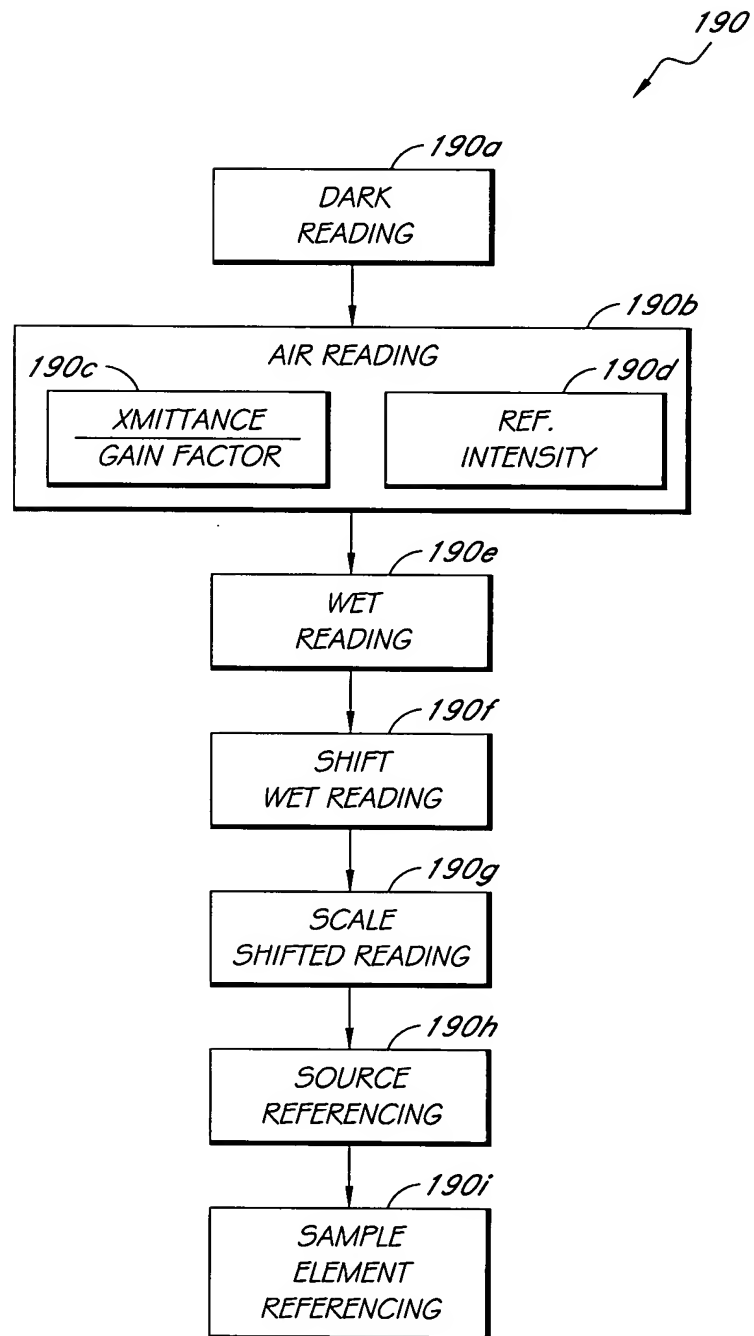 190
190a
DARK
READING
190b
AIR READING
190c
190d
XMITTANCE
GAIN FACTOR
REF.
INTENSITY
190e
WET
READING
190f
SHIFT
WET READING
190g
SCALE
SHIFTED READING
190h
SOURCE
REFERENCING
190i
SAMPLE
ELEMENT
REFERENCING